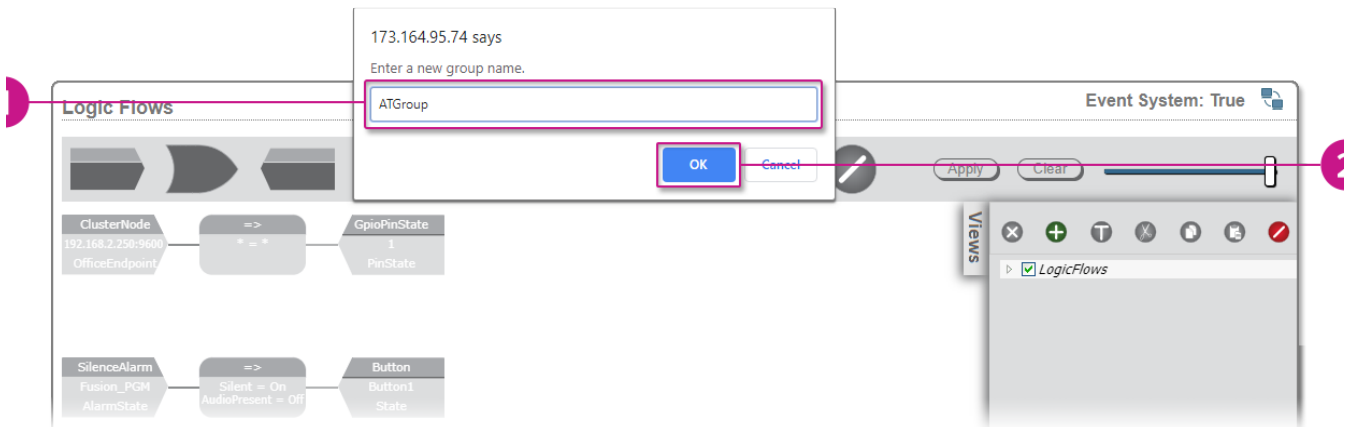 173.164.95.74 says
Enter a new group name.
ATGroup
OK
Cancel
1
2
Logic Flows
Event System: True
Apply
Clear
Views
LogicFlows
ClusterNode
192.168.2.250:9600
OfficeEndpoint
=>
* = *
GpioPinState
1
PinState
SilenceAlarm
Fusion_PGM
AlarmState
=>
Silent = On
AudioPresent = Off
Button
Button1
State